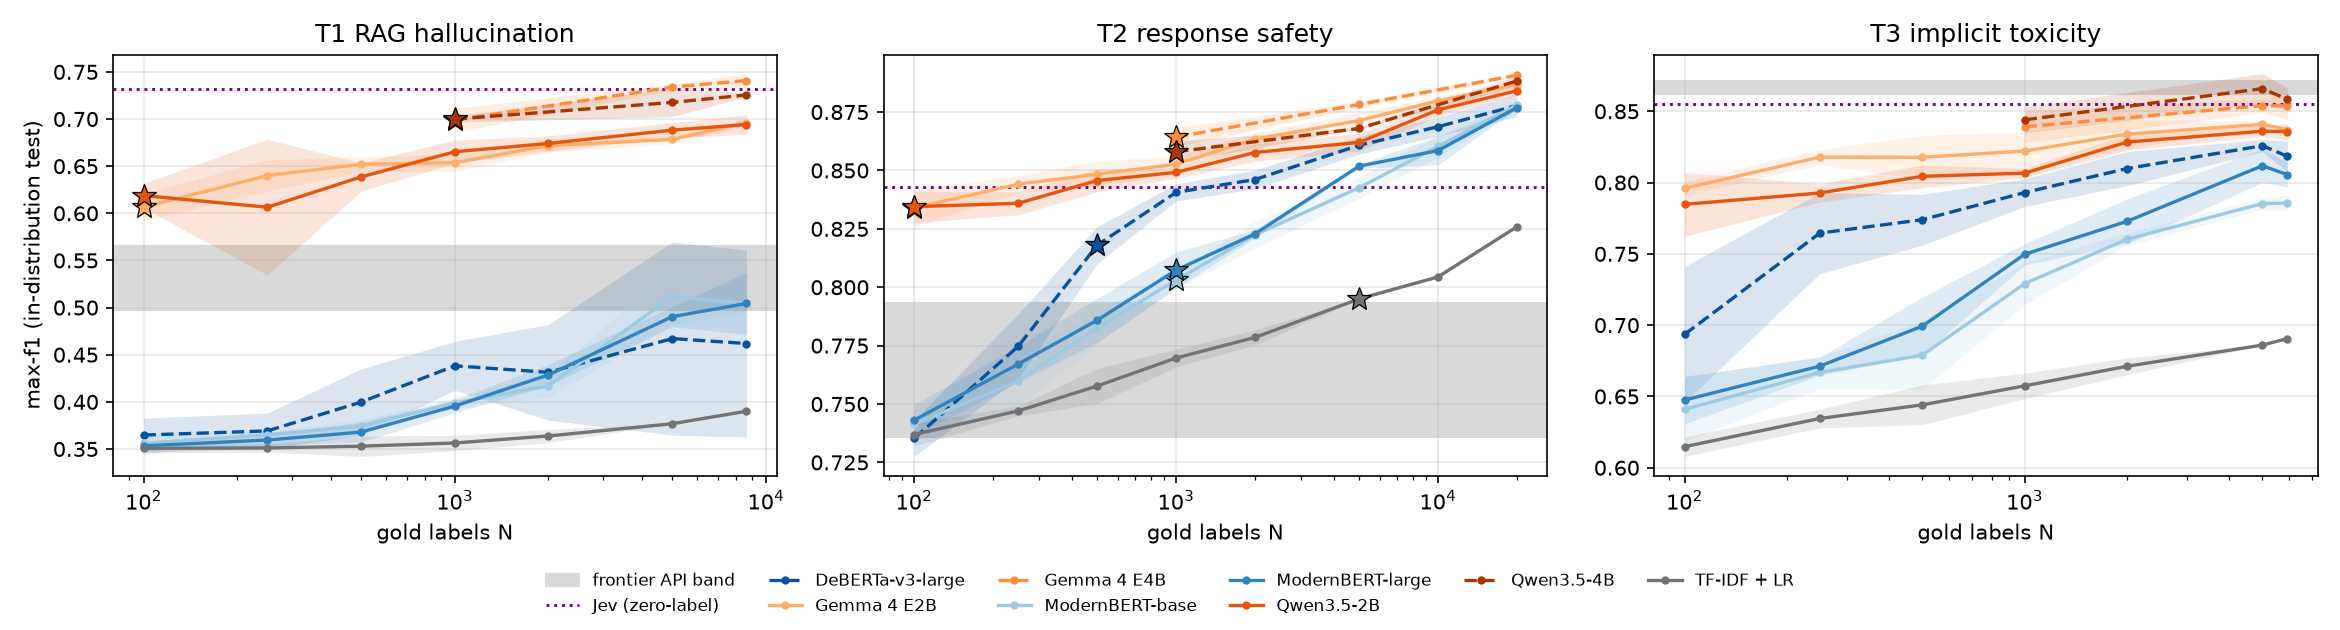 T1 RAG hallucination
T2 response safety
T3 implicit toxicity
max-f1 (in-distribution test)
0.75
0.70
0.65
0.60
0.55
0.50
0.45
0.40
0.35
10²
10³
10⁴
gold labels N
0.875
0.850
0.825
0.800
0.775
0.750
0.725
10²
10³
10⁴
gold labels N
0.85
0.80
0.75
0.70
0.65
0.60
10²
10³
gold labels N
frontier API band
Jev (zero-label)
DeBERTa-v3-large
Gemma 4 E2B
Gemma 4 E4B
ModernBERT-base
ModernBERT-large
Qwen3.5-2B
Qwen3.5-4B
TF-IDF + LR